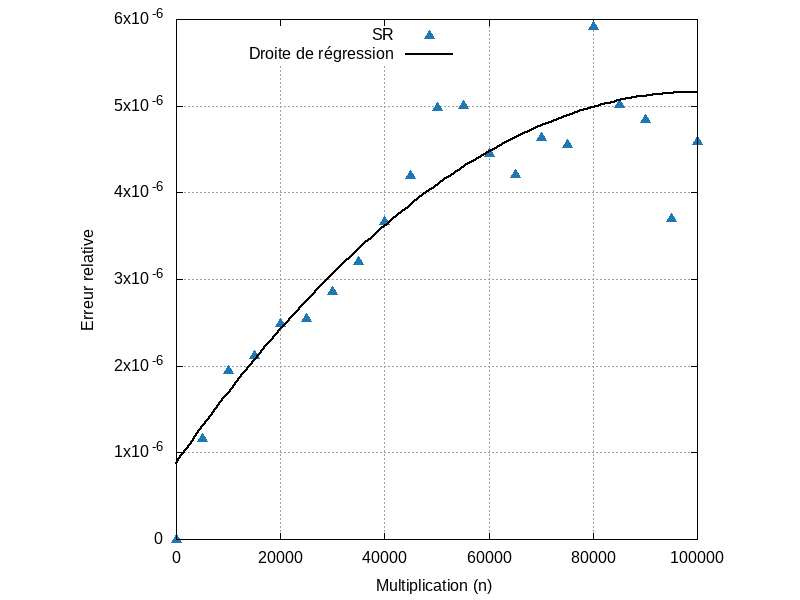 6x10-6
5x10-6
4x10-6
3x10-6
2x10-6
1x10-6
0
SR
Droite de régression
Erreur relative
0 20000 40000 60000 80000 100000
Multiplication (n)